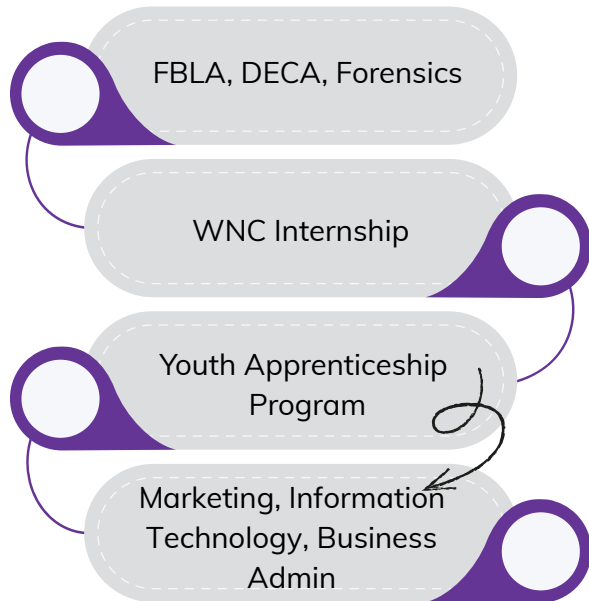 FBLA, DECA, Forensics
WNC Internship
Youth Apprenticeship
Program
Marketing, Information
Technology, Business
Admin